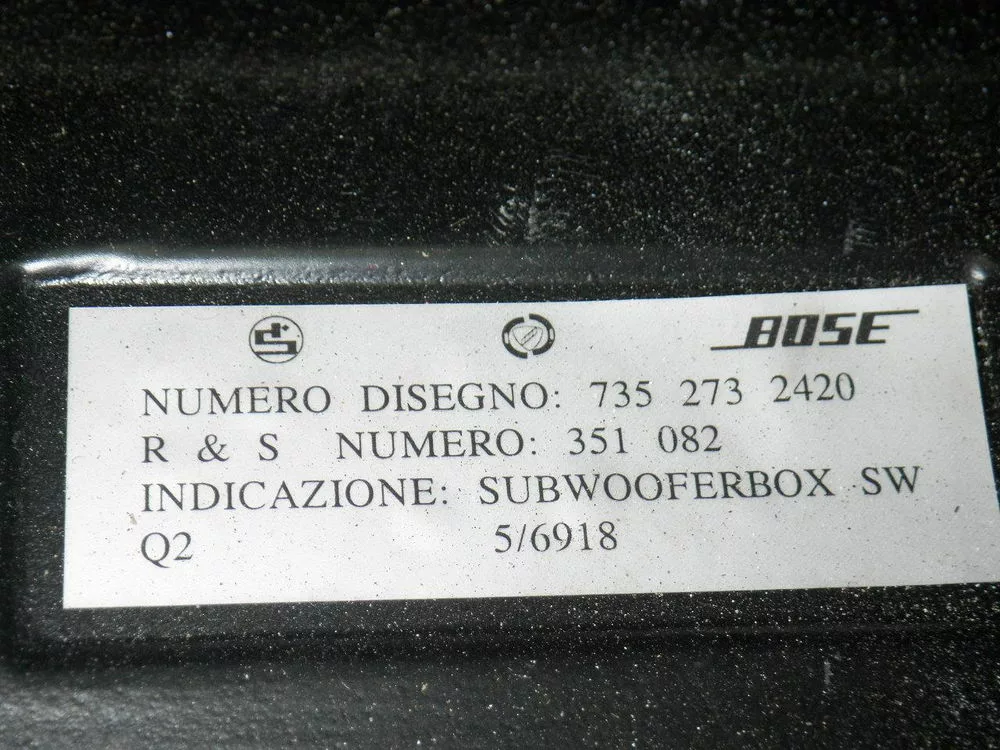 BOSE
NUMERO DISEGNO: 735 273 2420
R & S NUMERO: 351 082
INDICAZIONE: SUBWOOFERBOX SW
Q2 5/6918